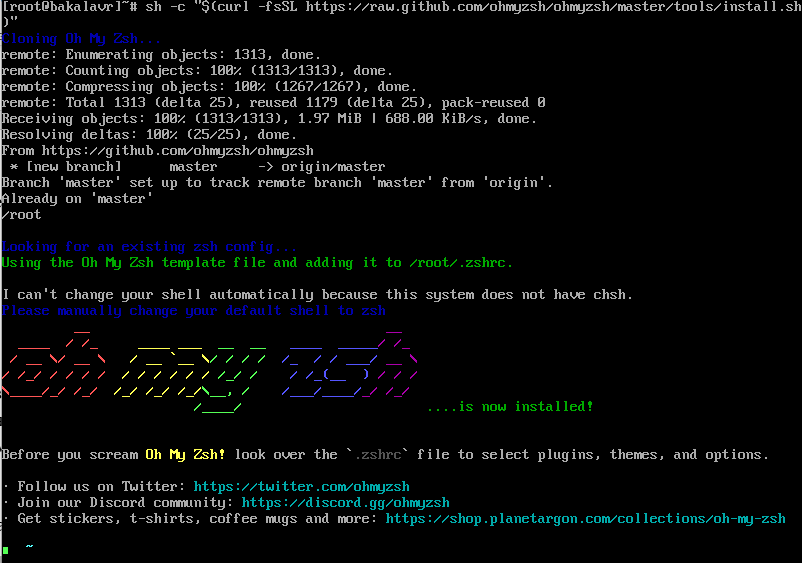 [root@bakalavr]~# sh -c "$(curl -fsSL https://raw.github.com/ohmyzsh/ohmyzsh/master/tools/install.sh
)"
Cloning Oh My Zsh...
remote: Enumerating objects: 1313, done.
remote: Counting objects: 100% (1313/1313), done.
remote: Compressing objects: 100% (1267/1267), done.
remote: Total 1313 (delta 25), reused 1179 (delta 25), pack-reused 0
Receiving objects: 100% (1313/1313), 1.97 MiB | 688.00 KiB/s, done.
Resolving deltas: 100% (25/25), done.
From https://github.com/ohmyzsh/ohmyzsh
 * [new branch]      master     -> origin/master
Branch 'master' set up to track remote branch 'master' from 'origin'.
Already on 'master'
/root
Looking for an existing zsh config...
Using the Oh My Zsh template file and adding it to /root/.zshrc.
I can't change your shell automatically because this system does not have chsh.
Please manually change your default shell to zsh
oh my zsh
....is now installed!
Before you scream Oh My Zsh! look over the `.zshrc` file to select plugins, themes, and options.
· Follow us on Twitter: https://twitter.com/ohmyzsh
· Join our Discord community: https://discord.gg/ohmyzsh
· Get stickers, t-shirts, coffee mugs and more: https://shop.planetargon.com/collections/oh-my-zsh
~